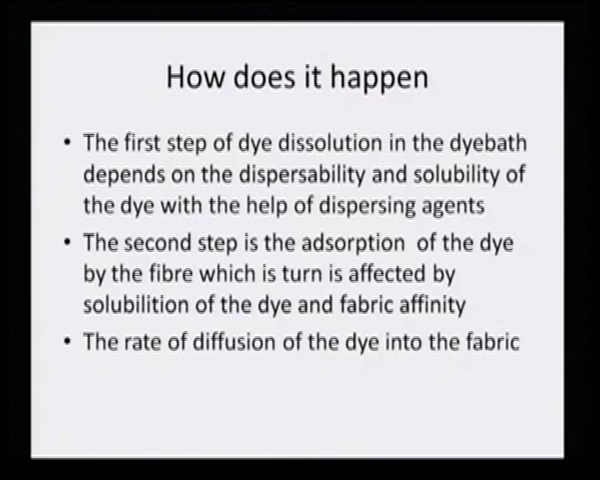 How does it happen
• The first step of dye dissolution in the dyebath
depends on the dispersability and solubility of
the dye with the help of dispersing agents
• The second step is the adsorption of the dye
by the fibre which is turn is affected by
solubilition of the dye and fabric affinity
• The rate of diffusion of the dye into the fabric